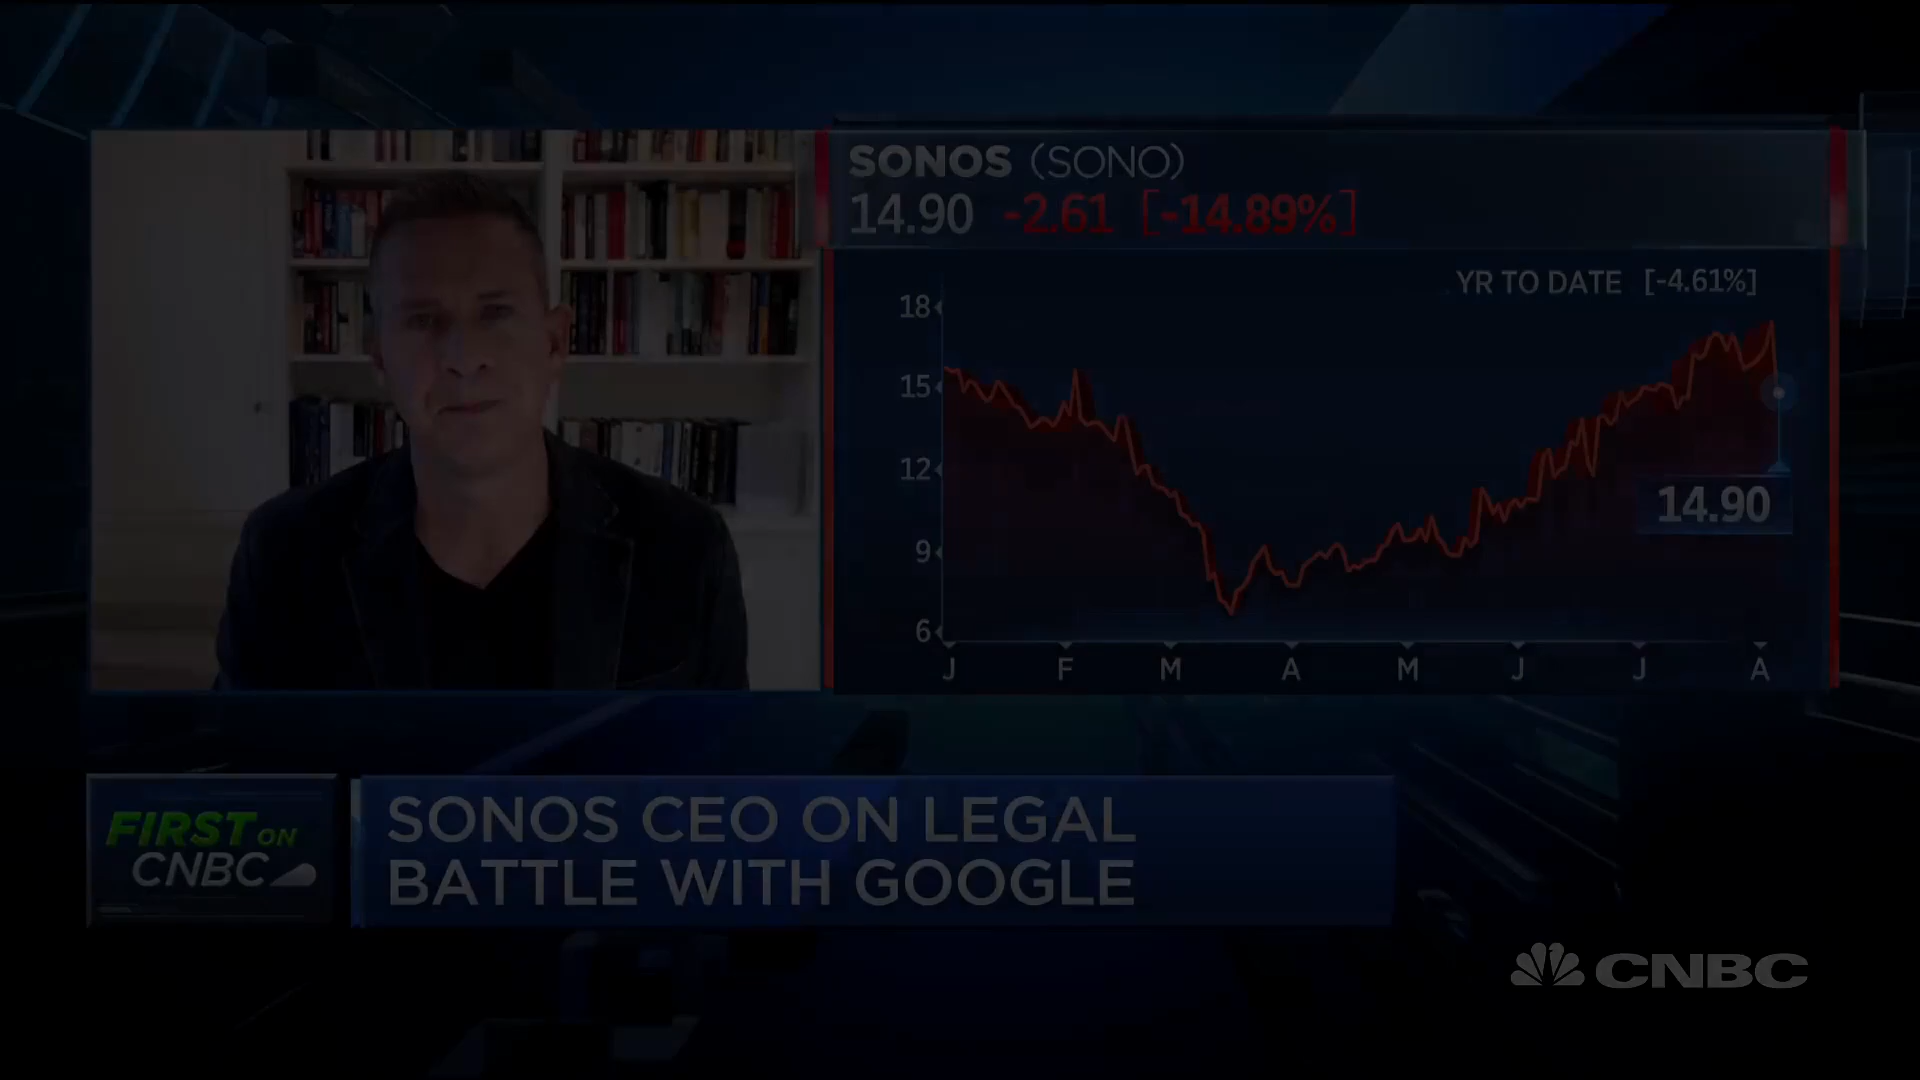 SONOS (SONO)
14.90 -2.61 [-14.89%]
YR TO DATE [-4.61%]
18
15
12
9
6
14.90
J F M A M J J A
FIRST ON
CNBC
SONOS CEO ON LEGAL
BATTLE WITH GOOGLE
CNBC